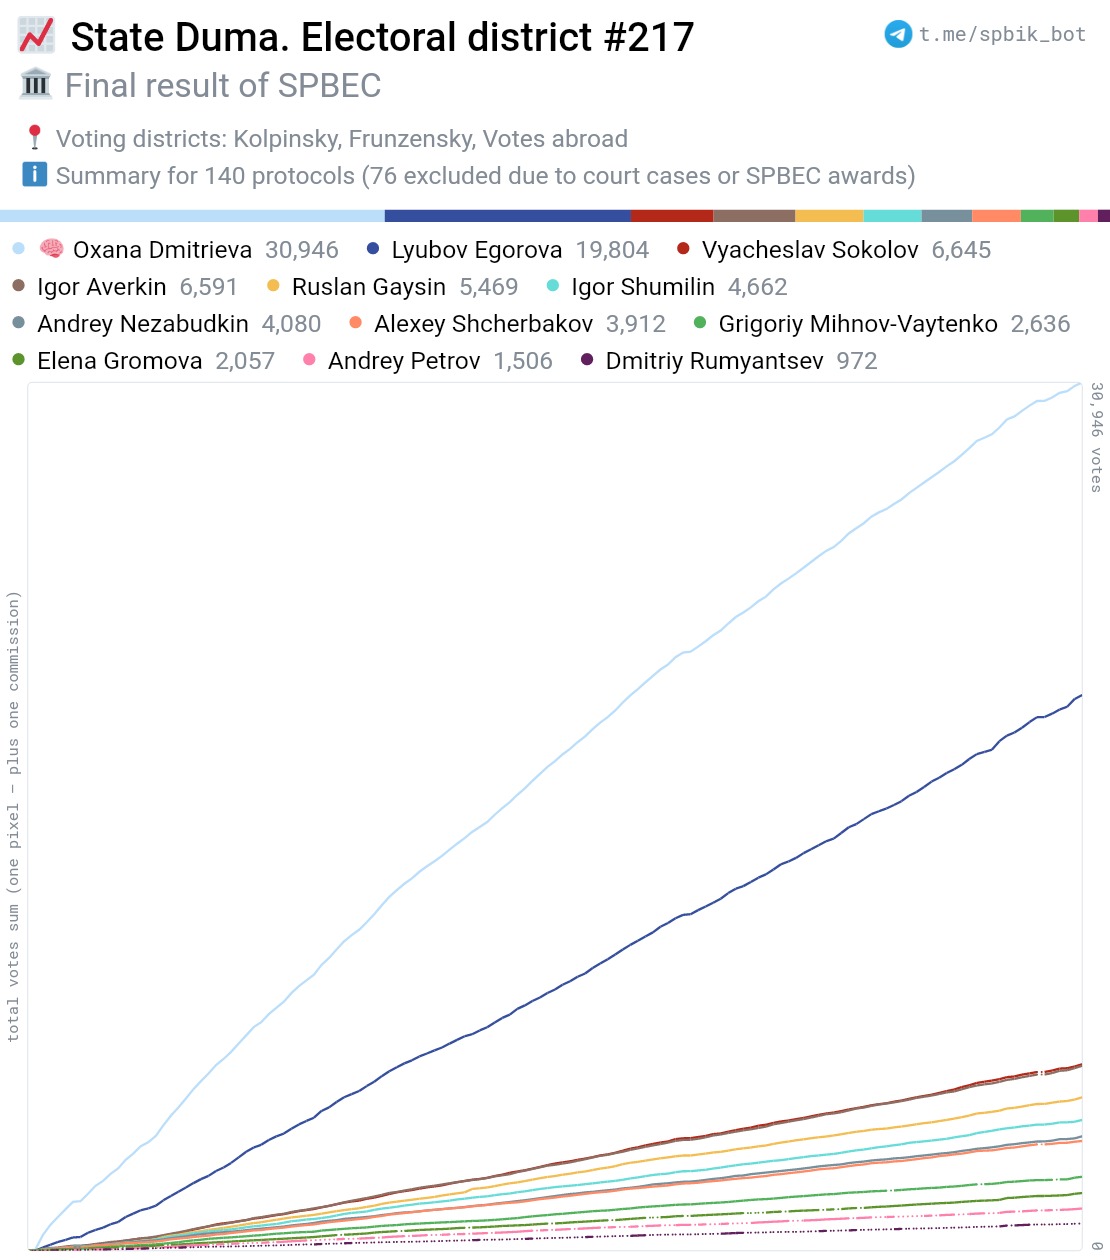 State Duma. Electoral district #217
t.me/spbik_bot
Final result of SPBEC
Voting districts: Kolpinsky, Frunzensky, Votes abroad
Summary for 140 protocols (76 excluded due to court cases or SPBEC awards)
Oxana Dmitrieva 30,946 Lyubov Egorova 19,804 Vyacheslav Sokolov 6,645
Igor Averkin 6,591 Ruslan Gaysin 5,469 Igor Shumilin 4,662
Andrey Nezabudkin 4,080 Alexey Shcherbakov 3,912 Grigoriy Mihnov-Vaytenko 2,636
Elena Gromova 2,057 Andrey Petrov 1,506 Dmitriy Rumyantsev 972
30,946 votes
total votes sum (one pixel — plus one commission)
0